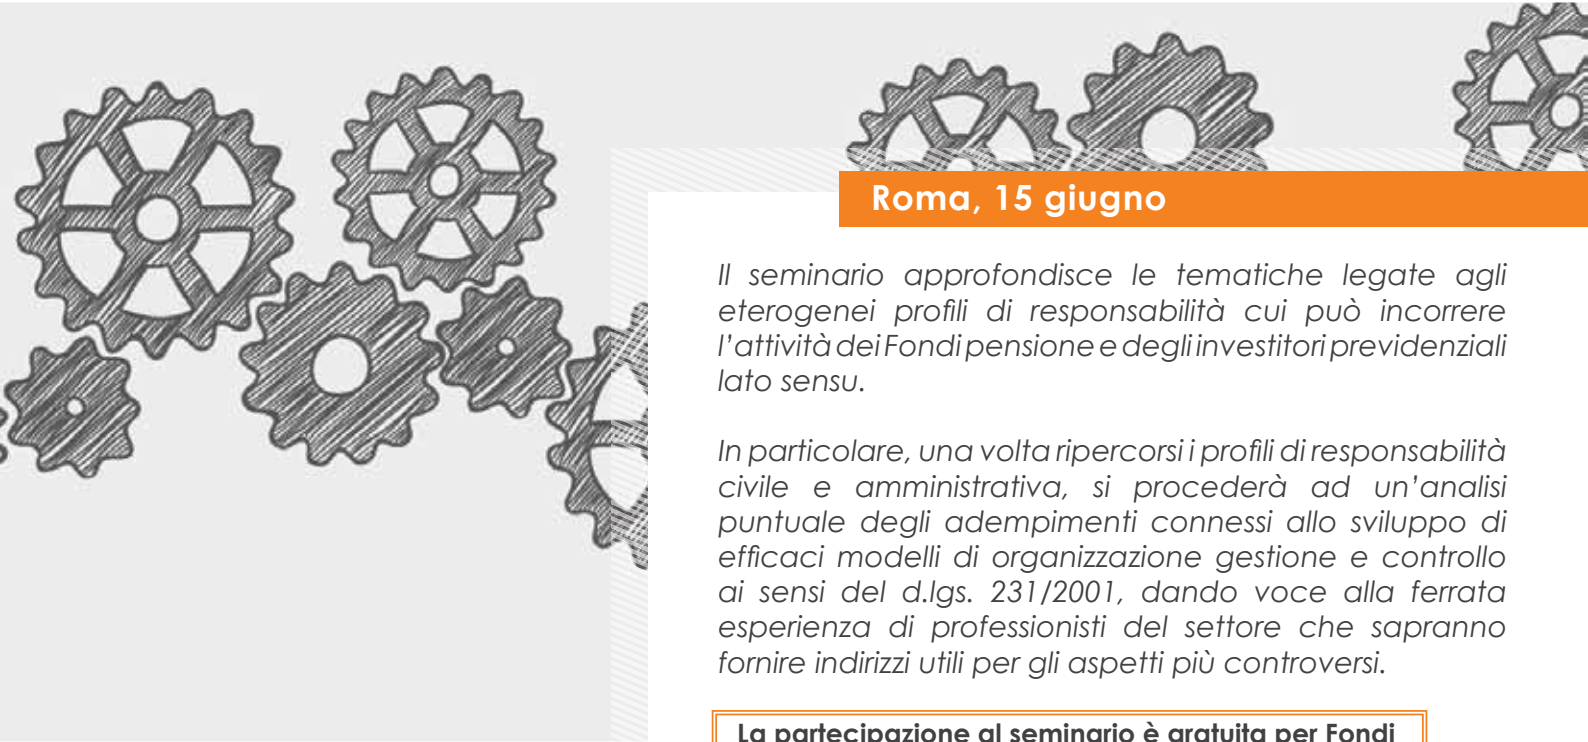 Roma, 15 giugno
Il seminario approfondisce le tematiche legate agli
eterogenei profili di responsabilità cui può incorrere
l’attività dei Fondi pensione e degli investitori previdenziali
lato sensu.
In particolare, una volta ripercorsi i profili di responsabilità
civile e amministrativa, si procederà ad un’analisi
puntuale degli adempimenti connessi allo sviluppo di
efficaci modelli di organizzazione gestione e controllo
ai sensi del d.lgs. 231/2001, dando voce alla ferrata
esperienza di professionisti del settore che sapranno
fornire indirizzi utili per gli aspetti più controversi.
La partecipazione al seminario è gratuita per Fondi